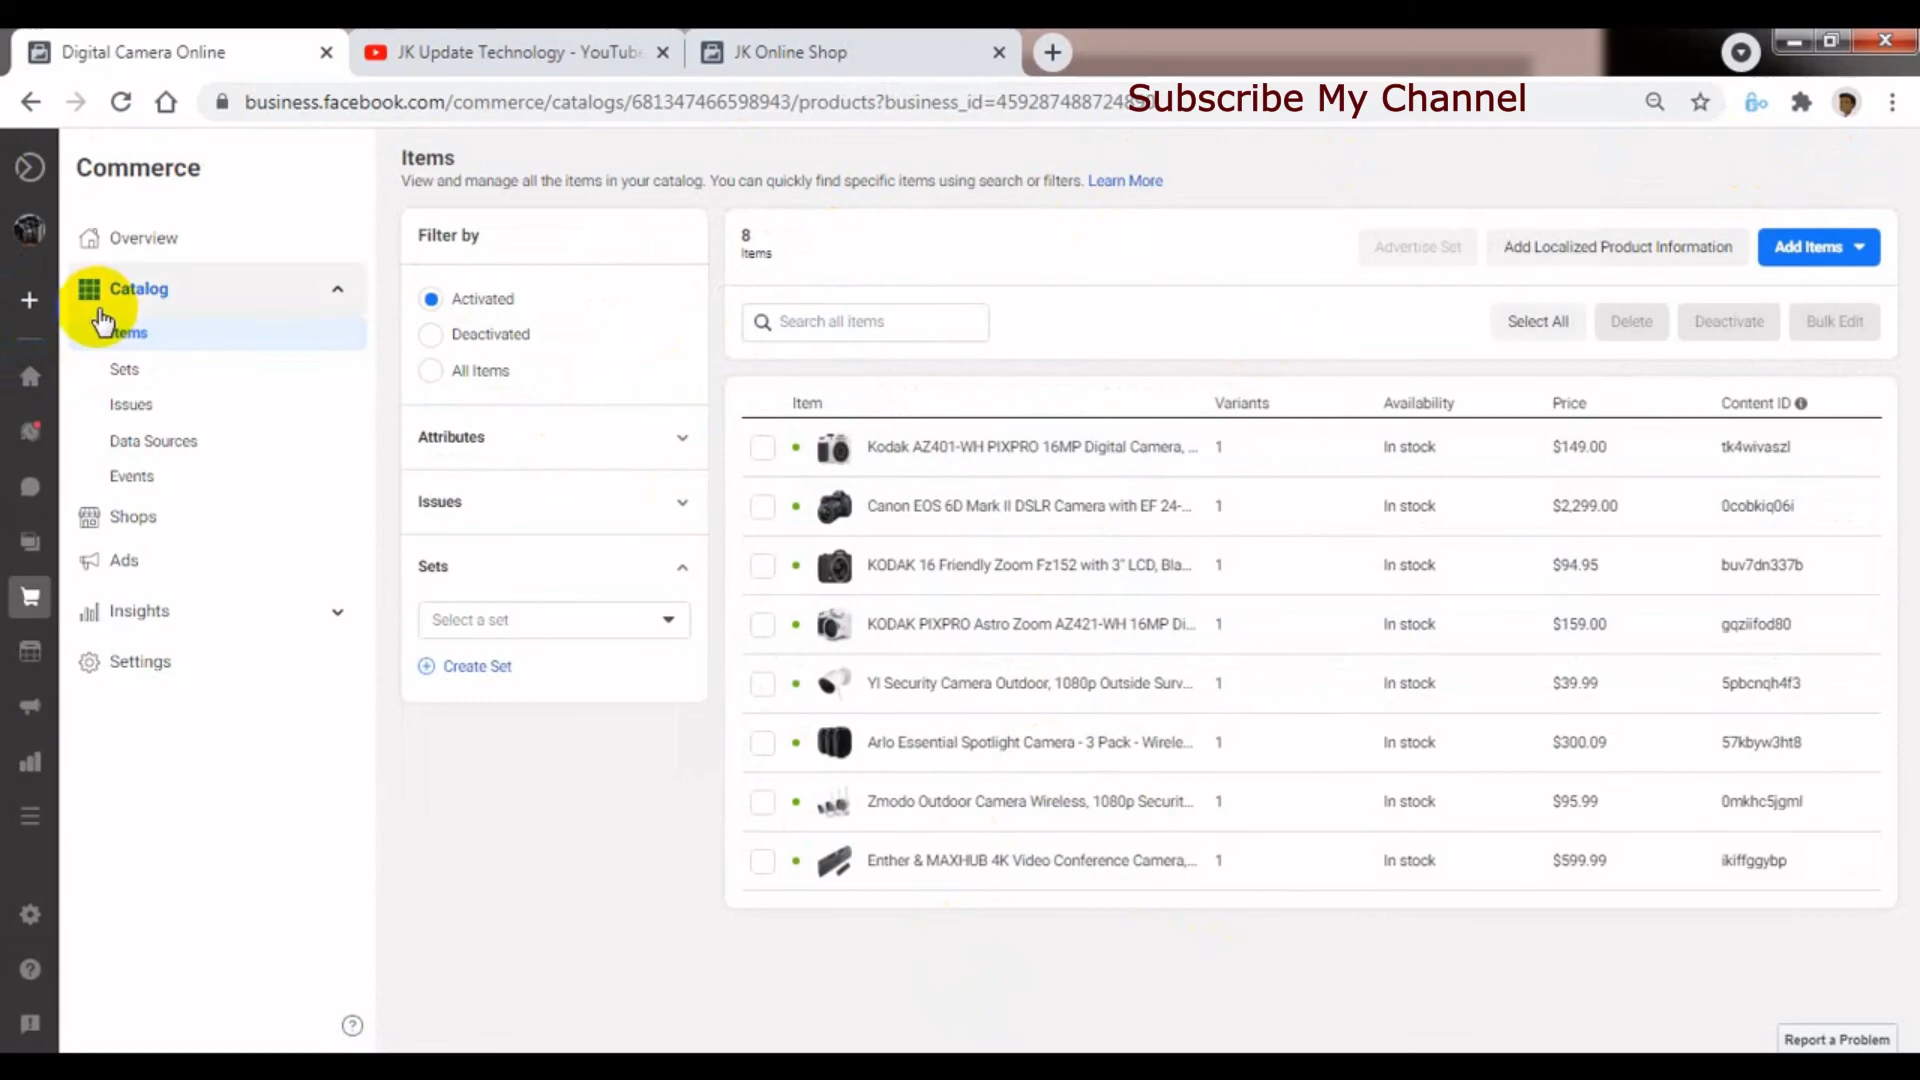 Digital Camera Online
JK Update Technology - YouTube
JK Online Shop
business.facebook.com/commerce/catalogs/681347466598943/products?business_id=459287488724890
Subscribe My Channel
Commerce
Overview
Catalog
Items
Sets
Issues
Data Sources
Events
Shops
Ads
Insights
Settings
Items
View and manage all the items in your catalog. You can quickly find specific items using search or filters. Learn More
Filter by
Activated
Deactivated
All Items
Attributes
Issues
Sets
Select a set
Create Set
8
Items
Advertise Set
Add Localized Product Information
Add Items
Search all items
Select All
Delete
Deactivate
Bulk Edit
Item Variants Availability Price Content ID
Kodak AZ401-WH PIXPRO 16MP Digital Camera, ... 1 In stock $149.00 tk4wivaszl
Canon EOS 6D Mark II DSLR Camera with EF 24-... 1 In stock $2,299.00 0cobkiq06i
KODAK 16 Friendly Zoom Fz152 with 3" LCD, Bla... 1 In stock $94.95 buv7dn337b
KODAK PIXPRO Astro Zoom AZ421-WH 16MP Di... 1 In stock $159.00 gqziifod80
YI Security Camera Outdoor, 1080p Outside Surv... 1 In stock $39.99 5pbcnqh4f3
Arlo Essential Spotlight Camera - 3 Pack - Wirele... 1 In stock $300.09 57kbyw3ht8
Zmodo Outdoor Camera Wireless, 1080p Securit... 1 In stock $95.99 0mkhc5jgml
Enther & MAXHUB 4K Video Conference Camera,... 1 In stock $599.99 ikiffggybp
Report a Problem